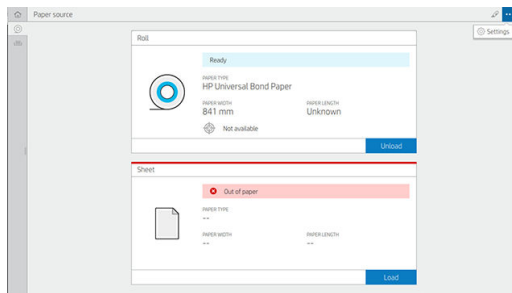 Paper source
Settings
Roll
Ready
PAPER TYPE
HP Universal Bond Paper
PAPER WIDTH PAPER LENGTH
841 mm Unknown
Not available
Unload
Sheet
Out of paper
PAPER TYPE
--
PAPER WIDTH PAPER LENGTH
-- --
Load